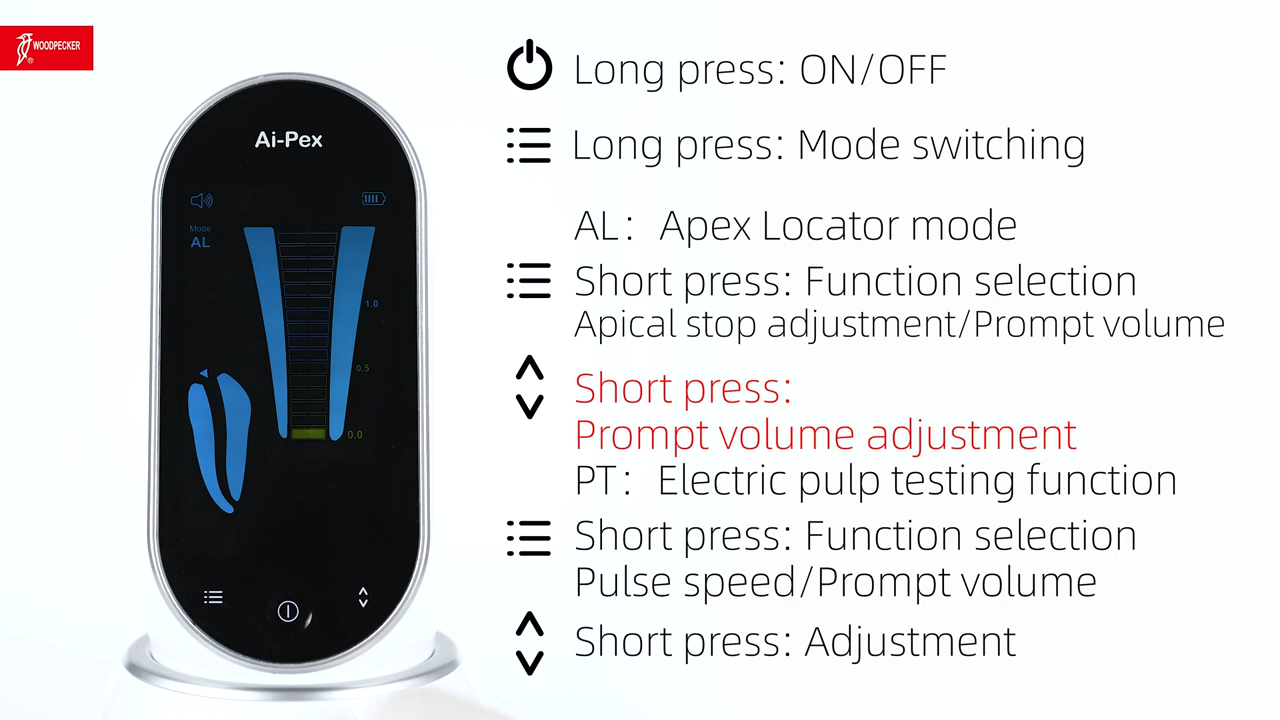 WOODPECKER
®
Ai-Pex
Mode
AL
1.0
0.5
0.0
Long press: ON/OFF
Long press: Mode switching
AL: Apex Locator mode
Short press: Function selection
Apical stop adjustment/Prompt volume
Short press:
Prompt volume adjustment
PT: Electric pulp testing function
Short press: Function selection
Pulse speed/Prompt volume
Short press: Adjustment